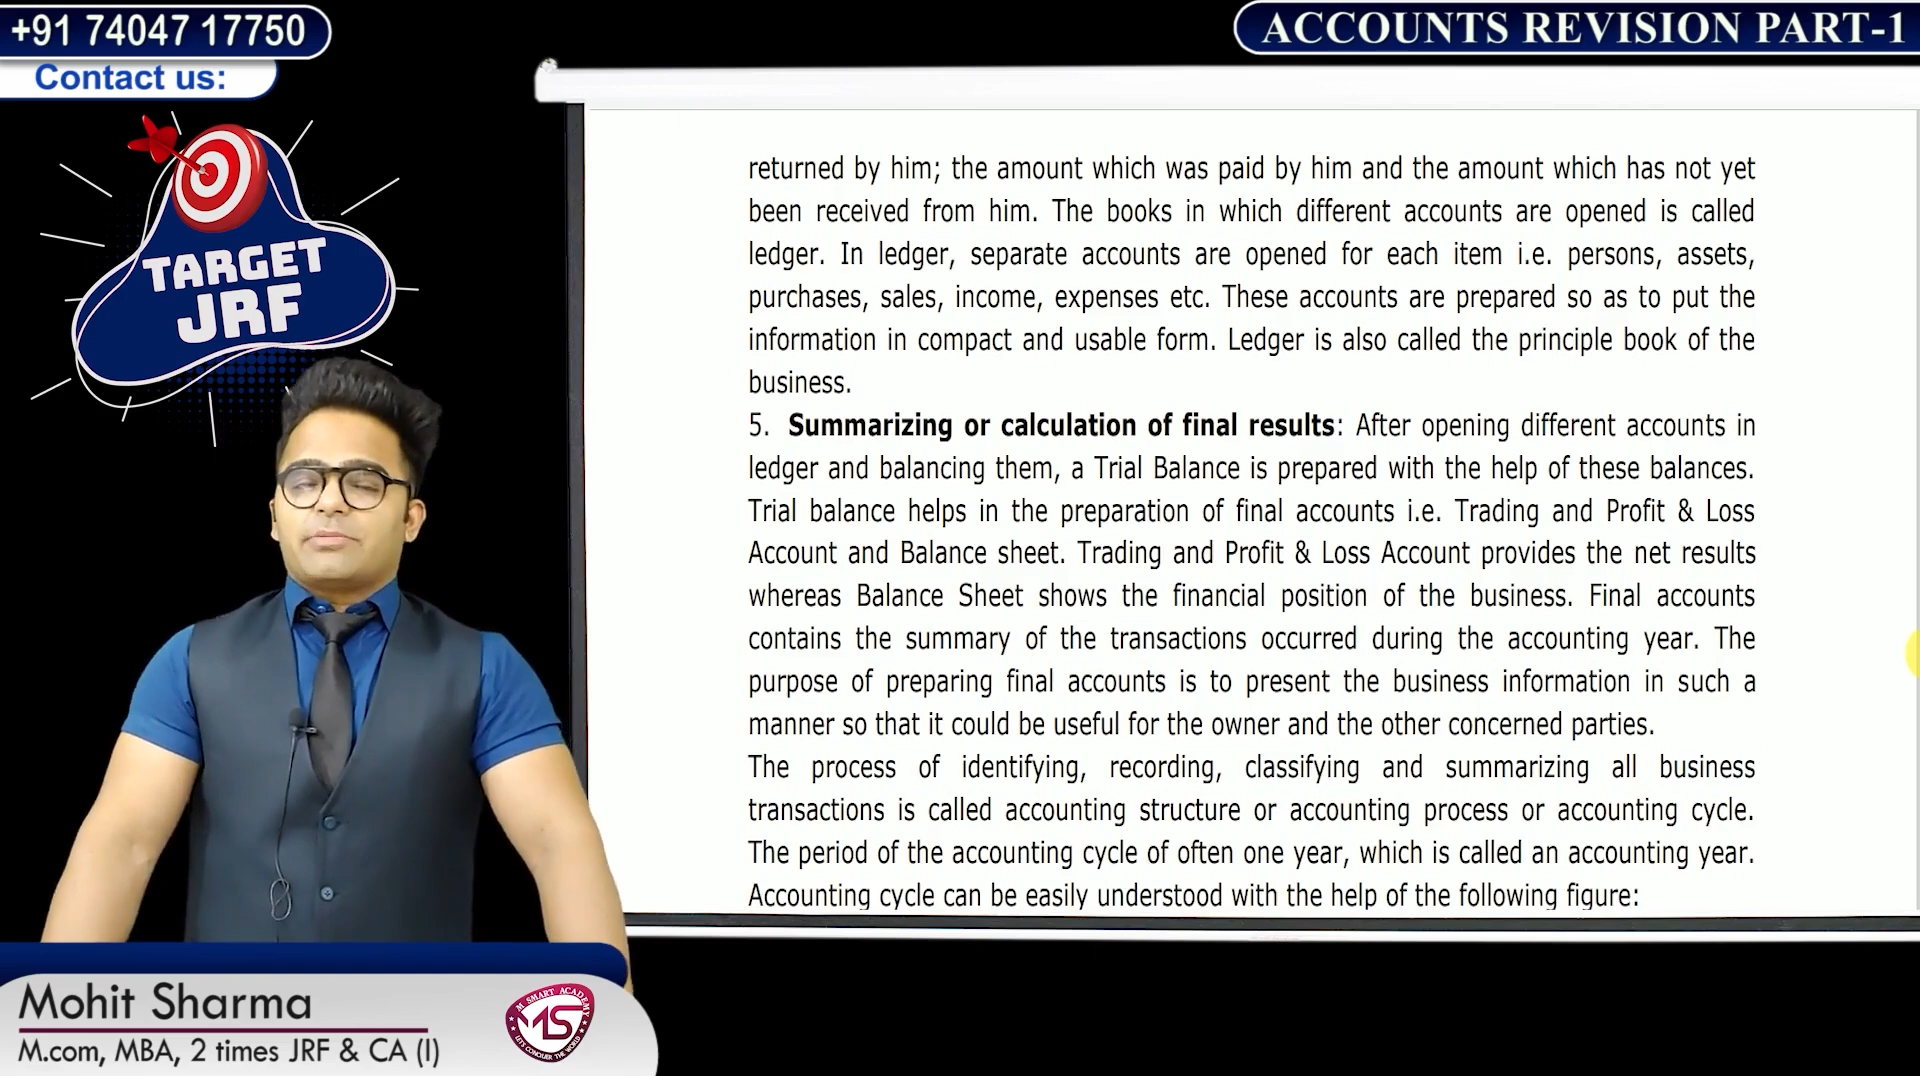 +91 74047 17750
Contact us:
ACCOUNTS REVISION PART-1
TARGET
JRF
returned by him; the amount which was paid by him and the amount which has not yet
been received from him. The books in which different accounts are opened is called
ledger. In ledger, separate accounts are opened for each item i.e. persons, assets,
purchases, sales, income, expenses etc. These accounts are prepared so as to put the
information in compact and usable form. Ledger is also called the principle book of the
business.
5. Summarizing or calculation of final results: After opening different accounts in
ledger and balancing them, a Trial Balance is prepared with the help of these balances.
Trial balance helps in the preparation of final accounts i.e. Trading and Profit & Loss
Account and Balance sheet. Trading and Profit & Loss Account provides the net results
whereas Balance Sheet shows the financial position of the business. Final accounts
contains the summary of the transactions occurred during the accounting year. The
purpose of preparing final accounts is to present the business information in such a
manner so that it could be useful for the owner and the other concerned parties.
The process of identifying, recording, classifying and summarizing all business
transactions is called accounting structure or accounting process or accounting cycle.
The period of the accounting cycle of often one year, which is called an accounting year.
Accounting cycle can be easily understood with the help of the following figure:
Mohit Sharma
M.com, MBA, 2 times JRF & CA (I)
M SMART ACADEMY
MS
LETS CONQUER THE WORLD